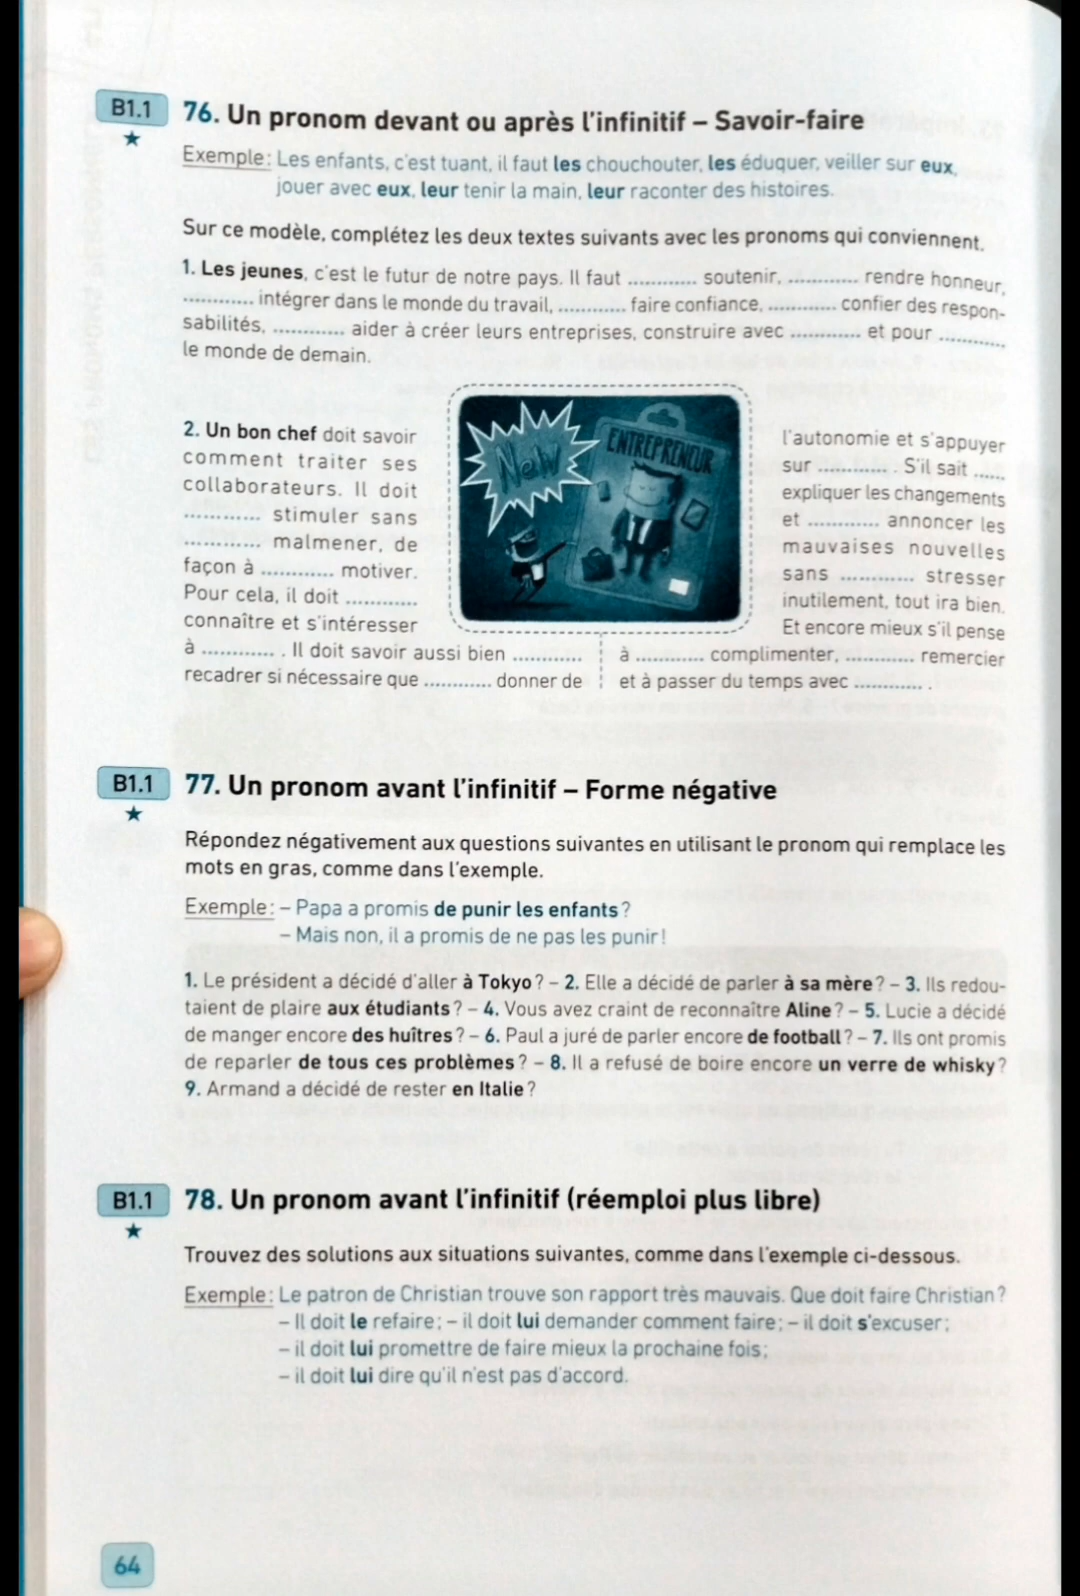 B1.1 76. Un pronom devant ou après l'infinitif – Savoir-faire
★
Exemple : Les enfants, c'est tuant, il faut les chouchouter, les éduquer, veiller sur eux,
jouer avec eux, leur tenir la main, leur raconter des histoires.
Sur ce modèle, complétez les deux textes suivants avec les pronoms qui conviennent.
1. Les jeunes, c'est le futur de notre pays. Il faut ............ soutenir, ............ rendre honneur,
............ intégrer dans le monde du travail, ............ faire confiance, ............ confier des respon-
sabilités, ............ aider à créer leurs entreprises, construire avec ............ et pour ............
le monde de demain.
2. Un bon chef doit savoir
comment traiter ses
collaborateurs. Il doit
............ stimuler sans
............ malmener, de
façon à ............ motiver.
Pour cela, il doit ............
connaître et s'intéresser
à ............ . Il doit savoir aussi bien ............
recadrer si nécessaire que ............ donner de
New
ENTREPRENEUR
l'autonomie et s'appuyer
sur ............ . S'il sait ......
expliquer les changements
et ............ annoncer les
mauvaises nouvelles
sans ............ stresser
inutilement, tout ira bien.
Et encore mieux s'il pense
à ............ complimenter, ............ remercier
et à passer du temps avec ............ .
B1.1 77. Un pronom avant l'infinitif – Forme négative
★
Répondez négativement aux questions suivantes en utilisant le pronom qui remplace les
mots en gras, comme dans l'exemple.
Exemple : – Papa a promis de punir les enfants ?
– Mais non, il a promis de ne pas les punir !
1. Le président a décidé d'aller à Tokyo ? – 2. Elle a décidé de parler à sa mère ? – 3. Ils redou-
taient de plaire aux étudiants ? – 4. Vous avez craint de reconnaître Aline ? – 5. Lucie a décidé
de manger encore des huîtres ? – 6. Paul a juré de parler encore de football ? – 7. Ils ont promis
de reparler de tous ces problèmes ? – 8. Il a refusé de boire encore un verre de whisky ?
9. Armand a décidé de rester en Italie ?
B1.1 78. Un pronom avant l'infinitif (réemploi plus libre)
★
Trouvez des solutions aux situations suivantes, comme dans l'exemple ci-dessous.
Exemple : Le patron de Christian trouve son rapport très mauvais. Que doit faire Christian ?
– Il doit le refaire ; – il doit lui demander comment faire ; – il doit s'excuser ;
– il doit lui promettre de faire mieux la prochaine fois ;
– il doit lui dire qu'il n'est pas d'accord.
64